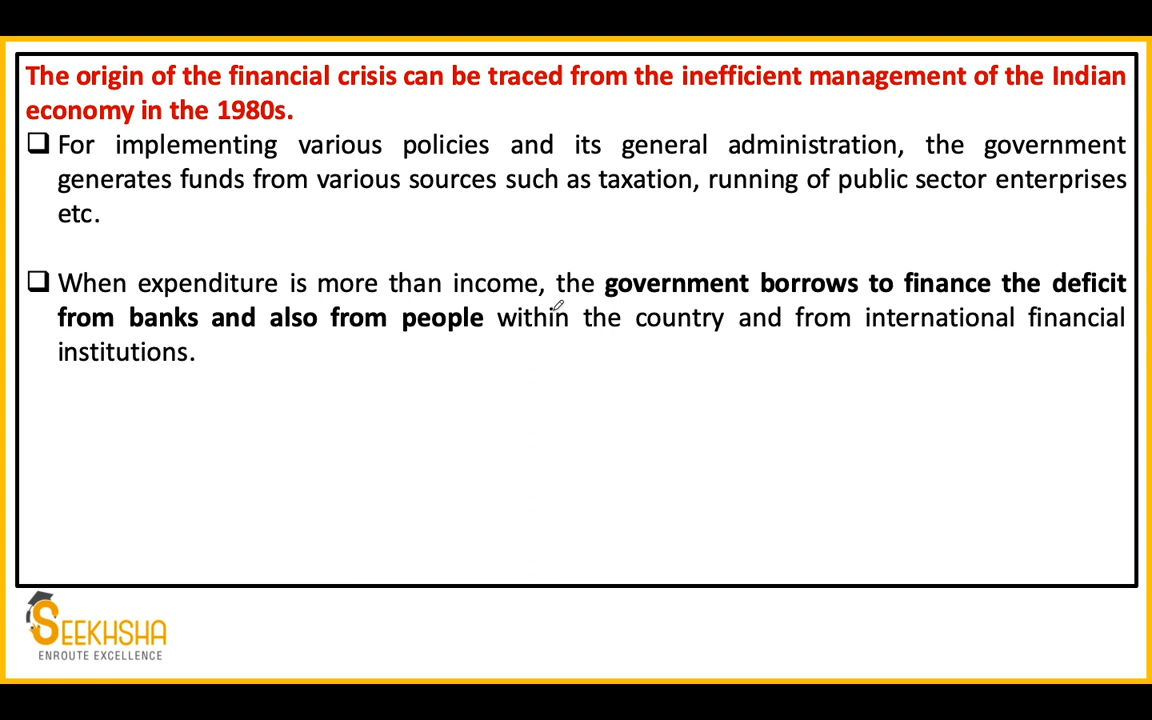 The origin of the financial crisis can be traced from the inefficient management of the Indian
economy in the 1980s.
For implementing various policies and its general administration, the government
generates funds from various sources such as taxation, running of public sector enterprises
etc.
When expenditure is more than income, the government borrows to finance the deficit
from banks and also from people within the country and from international financial
institutions.
SEEKHSHA
ENROUTE EXCELLENCE